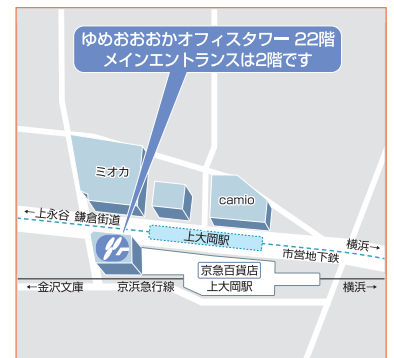 ゆめおおおかオフィスタワー 22階
メインエントランスは2階です
ミオカ
camio
←上永谷 鎌倉街道
上大岡駅
市営地下鉄
横浜→
京急百貨店
←金沢文庫
京浜急行線
上大岡駅
横浜→